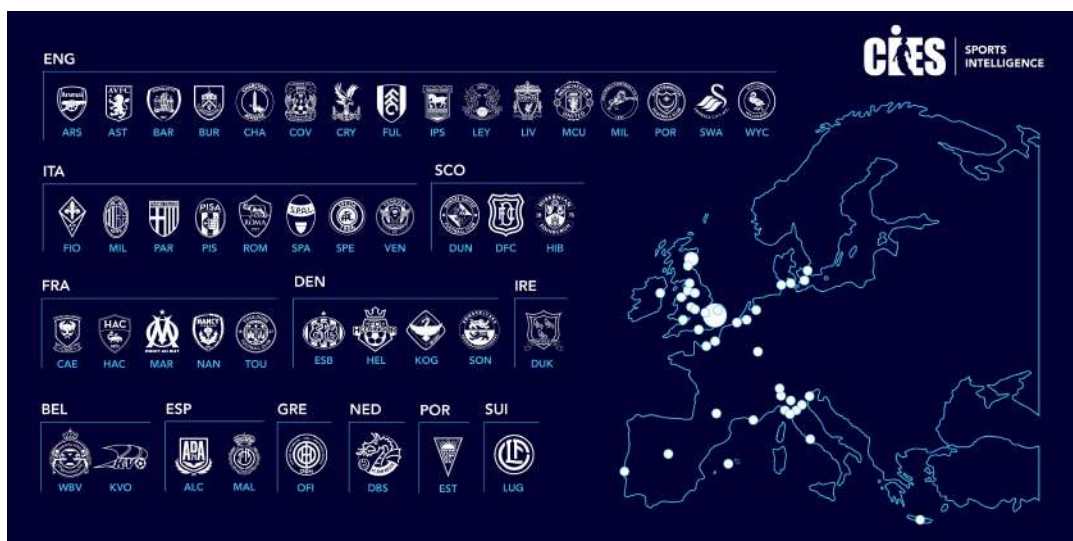 CIES
SPORTS
INTELLIGENCE
ENG
ARS AST BAR BUR CHA COV CRY FUL IPS LEY LIV MCU MIL POR SWA WYC
ITA
FIO MIL PAR PIS ROM SPA SPE VEN
SCO
DUN DFC HIB
FRA
CAE HAC MAR NAN TOU
DEN
ESB HEL KOG SON
IRE
DUK
BEL
WBV KVO
ESP
ALC MAL
GRE
OFI
NED
DBS
POR
EST
SUI
LUG